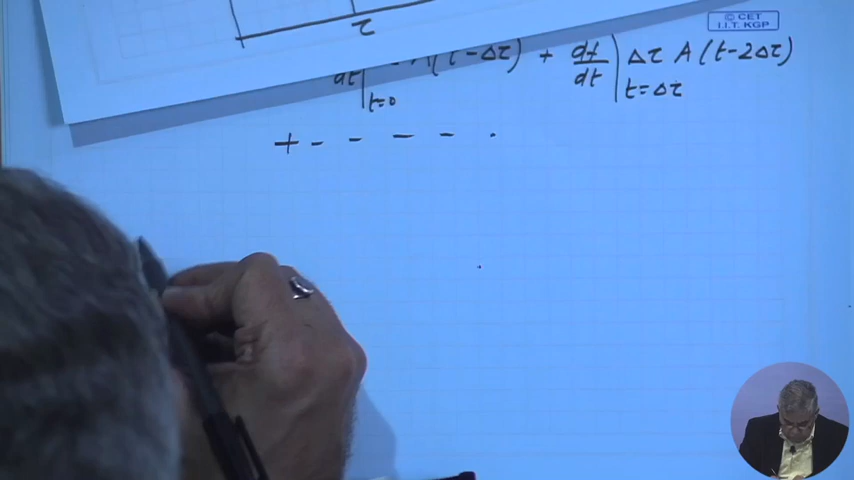 © CET
I.I.T. KGP
τ
(t-Δτ) + df/dt | Δτ A(t-2Δτ)
t=0 t=Δτ
+ - - - - .